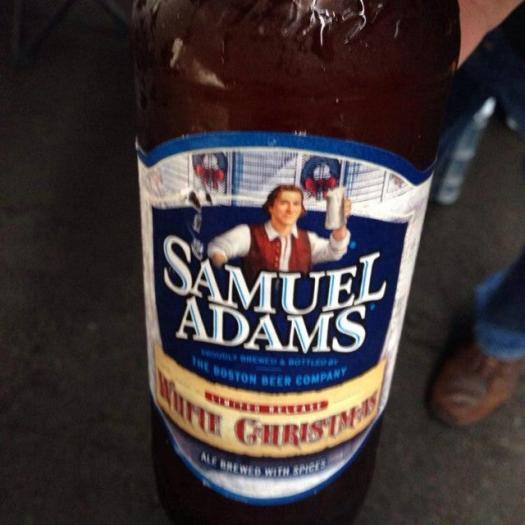 SAMUEL
ADAMS
PROUDLY BREWED & BOTTLED BY
THE BOSTON BEER COMPANY
LIMITED RELEASE
WHITE CHRISTMAS
ALE BREWED WITH SPICES